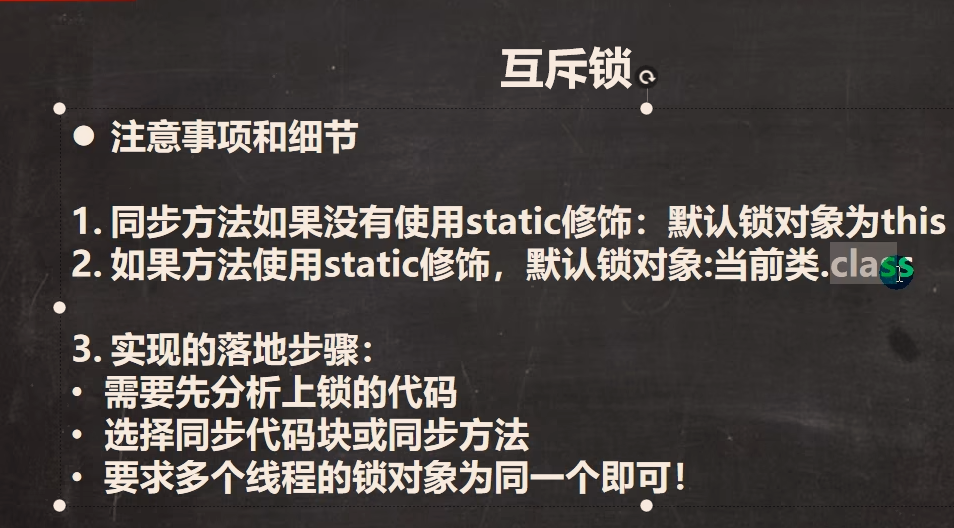 互斥锁
● 注意事项和细节
1. 同步方法如果没有使用static修饰：默认锁对象为this
2. 如果方法使用static修饰，默认锁对象:当前类.class
3. 实现的落地步骤：
• 需要先分析上锁的代码
• 选择同步代码块或同步方法
• 要求多个线程的锁对象为同一个即可！